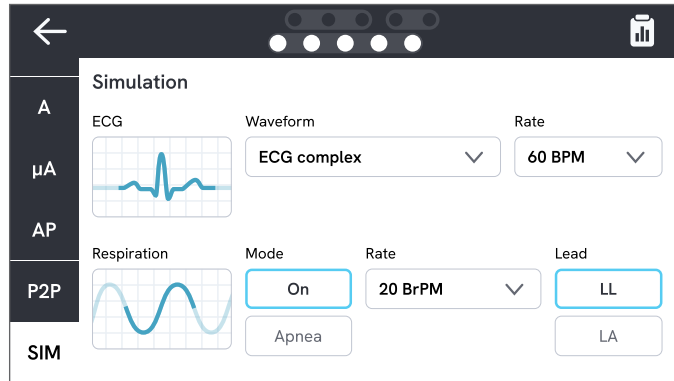 Simulation
A
µA
AP
P2P
SIM
ECG
Waveform
Rate
ECG complex
60 BPM
Respiration
Mode
Rate
Lead
On
20 BrPM
LL
Apnea
LA